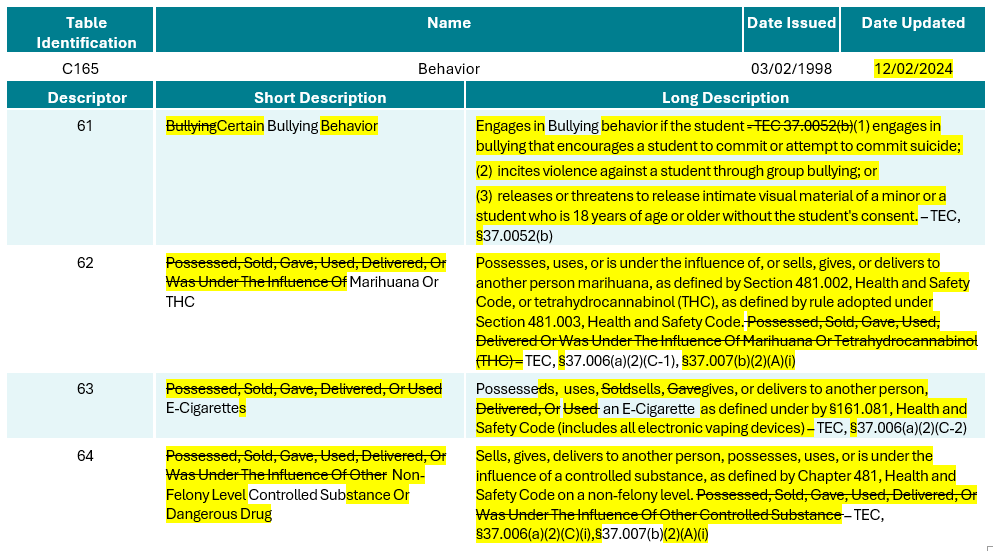 Table Identification Name Date Issued Date Updated
C165 Behavior 03/02/1998 12/02/2024
Descriptor Short Description Long Description
61
BullyingCertain Bullying Behavior
Engages in Bullying behavior if the student - TEC 37.0052(b)(1) engages in
bullying that encourages a student to commit or attempt to commit suicide;
(2) incites violence against a student through group bullying; or
(3) releases or threatens to release intimate visual material of a minor or a
student who is 18 years of age or older without the student's consent. – TEC,
§37.0052(b)
62
Possessed, Sold, Gave, Used, Delivered, Or
Was Under The Influence Of Marihuana Or
THC
Possesses, uses, or is under the influence of, or sells, gives, or delivers to
another person marihuana, as defined by Section 481.002, Health and Safety
Code, or tetrahydrocannabinol (THC), as defined by rule adopted under
Section 481.003, Health and Safety Code. Possessed, Sold, Gave, Used,
Delivered Or Was Under The Influence Of Marihuana Or Tetrahydrocannabinol
(THC) – TEC, §37.006(a)(2)(C-1), §37.007(b)(2)(A)(i)
63
Possessed, Sold, Gave, Delivered, Or Used
E-Cigarettes
Possesseds, uses, Soldsells, Gavegives, or delivers to another person,
Delivered, Or Used an E-Cigarette as defined under by §161.081, Health and
Safety Code (includes all electronic vaping devices) – TEC, §37.006(a)(2)(C-2)
64
Possessed, Sold, Gave, Used, Delivered, Or
Was Under The Influence Of Other Non-
Felony Level Controlled Substance Or
Dangerous Drug
Sells, gives, delivers to another person, possesses, uses, or is under the
influence of a controlled substance, as defined by Chapter 481, Health and
Safety Code on a non-felony level. Possessed, Sold, Gave, Used, Delivered, Or
Was Under The Influence Of Other Controlled Substance – TEC,
§37.006(a)(2)(C)(i),§37.007(b)(2)(A)(i)